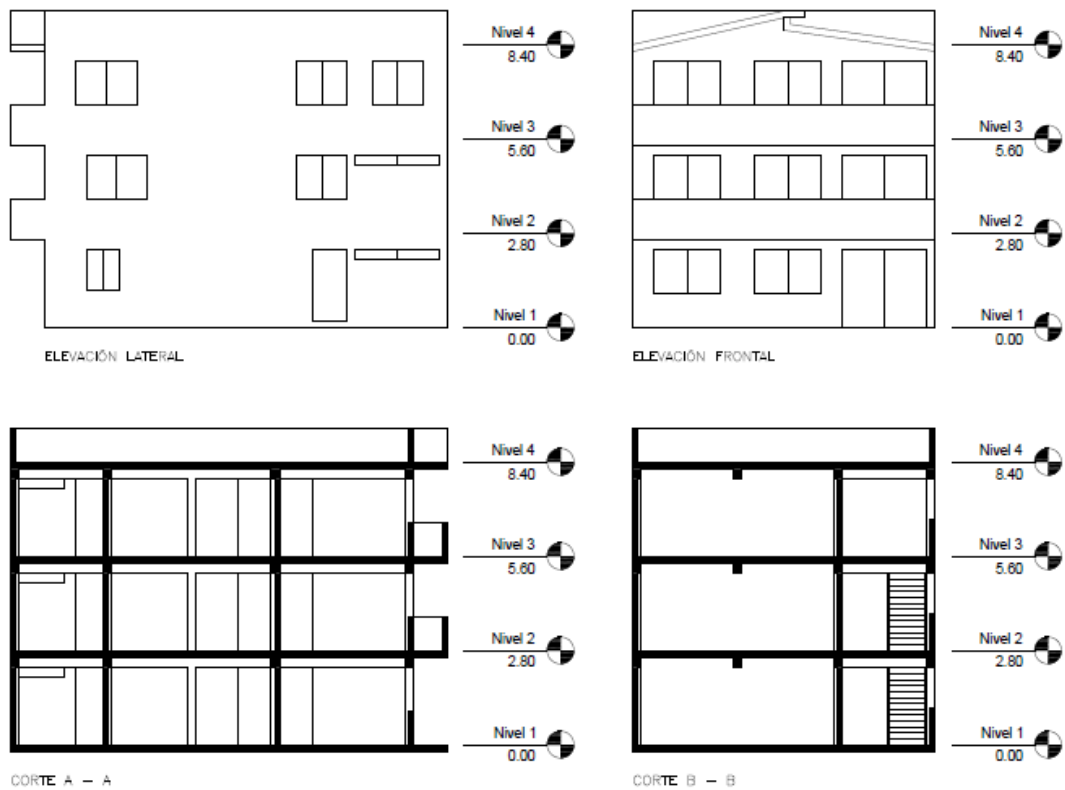 Nivel 4
8.40
Nivel 3
5.60
Nivel 2
2.80
Nivel 1
0.00
ELEVACIÓN LATERAL
Nivel 4
8.40
Nivel 3
5.60
Nivel 2
2.80
Nivel 1
0.00
ELEVACIÓN FRONTAL
Nivel 4
8.40
Nivel 3
5.60
Nivel 2
2.80
Nivel 1
0.00
CORTE A – A
Nivel 4
8.40
Nivel 3
5.60
Nivel 2
2.80
Nivel 1
0.00
CORTE B – B